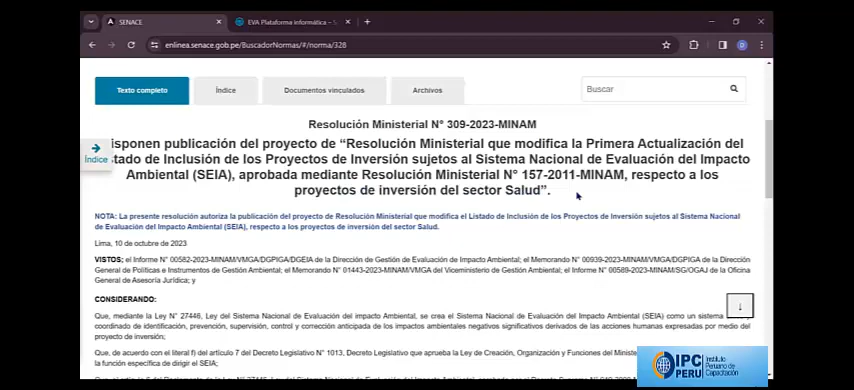 SENACE
EVA Plataforma informática – S
enlinea.senace.gob.pe/BuscadorNormas/#/norma/328
Texto completo
Índice
Documentos vinculados
Archivos
Buscar
Resolución Ministerial N° 309-2023-MINAM
isponen publicación del proyecto de “Resolución Ministerial que modifica la Primera Actualización del
tado de Inclusión de los Proyectos de Inversión sujetos al Sistema Nacional de Evaluación del Impacto
Ambiental (SEIA), aprobada mediante Resolución Ministerial N° 157-2011-MINAM, respecto a los
proyectos de inversión del sector Salud”.
Índice
NOTA: La presente resolución autoriza la publicación del proyecto de Resolución Ministerial que modifica el Listado de Inclusión de los Proyectos de Inversión sujetos al Sistema Nacional
de Evaluación del Impacto Ambiental (SEIA), respecto a los proyectos de inversión del sector Salud.
Lima, 10 de octubre de 2023
VISTOS; el Informe N° 00582-2023-MINAM/VMGA/DGPIGA/DGEIA de la Dirección de Gestión de Evaluación de Impacto Ambiental; el Memorando N° 00939-2023-MINAM/VMGA/DGPIGA de la Dirección
General de Políticas e Instrumentos de Gestión Ambiental; el Memorando N° 01443-2023-MINAM/VMGA del Viceministerio de Gestión Ambiental; el Informe N° 00589-2023-MINAM/SG/OGAJ de la Oficina
General de Asesoría Jurídica; y
CONSIDERANDO:
Que, mediante la Ley N° 27446, Ley del Sistema Nacional de Evaluación del impacto Ambiental, se crea el Sistema Nacional de Evaluación del Impacto Ambiental (SEIA) como un sistema
coordinado de identificación, prevención, supervisión, control y corrección anticipada de los impactos ambientales negativos significativos derivados de las acciones humanas expresadas por medio del
proyecto de inversión;
Que, de acuerdo con el literal f) del artículo 7 del Decreto Legislativo N° 1013, Decreto Legislativo que aprueba la Ley de Creación, Organización y Funciones del
la función específica de dirigir el SEIA;
IPC
PERU
Instituto
Peruano de
Capacitación